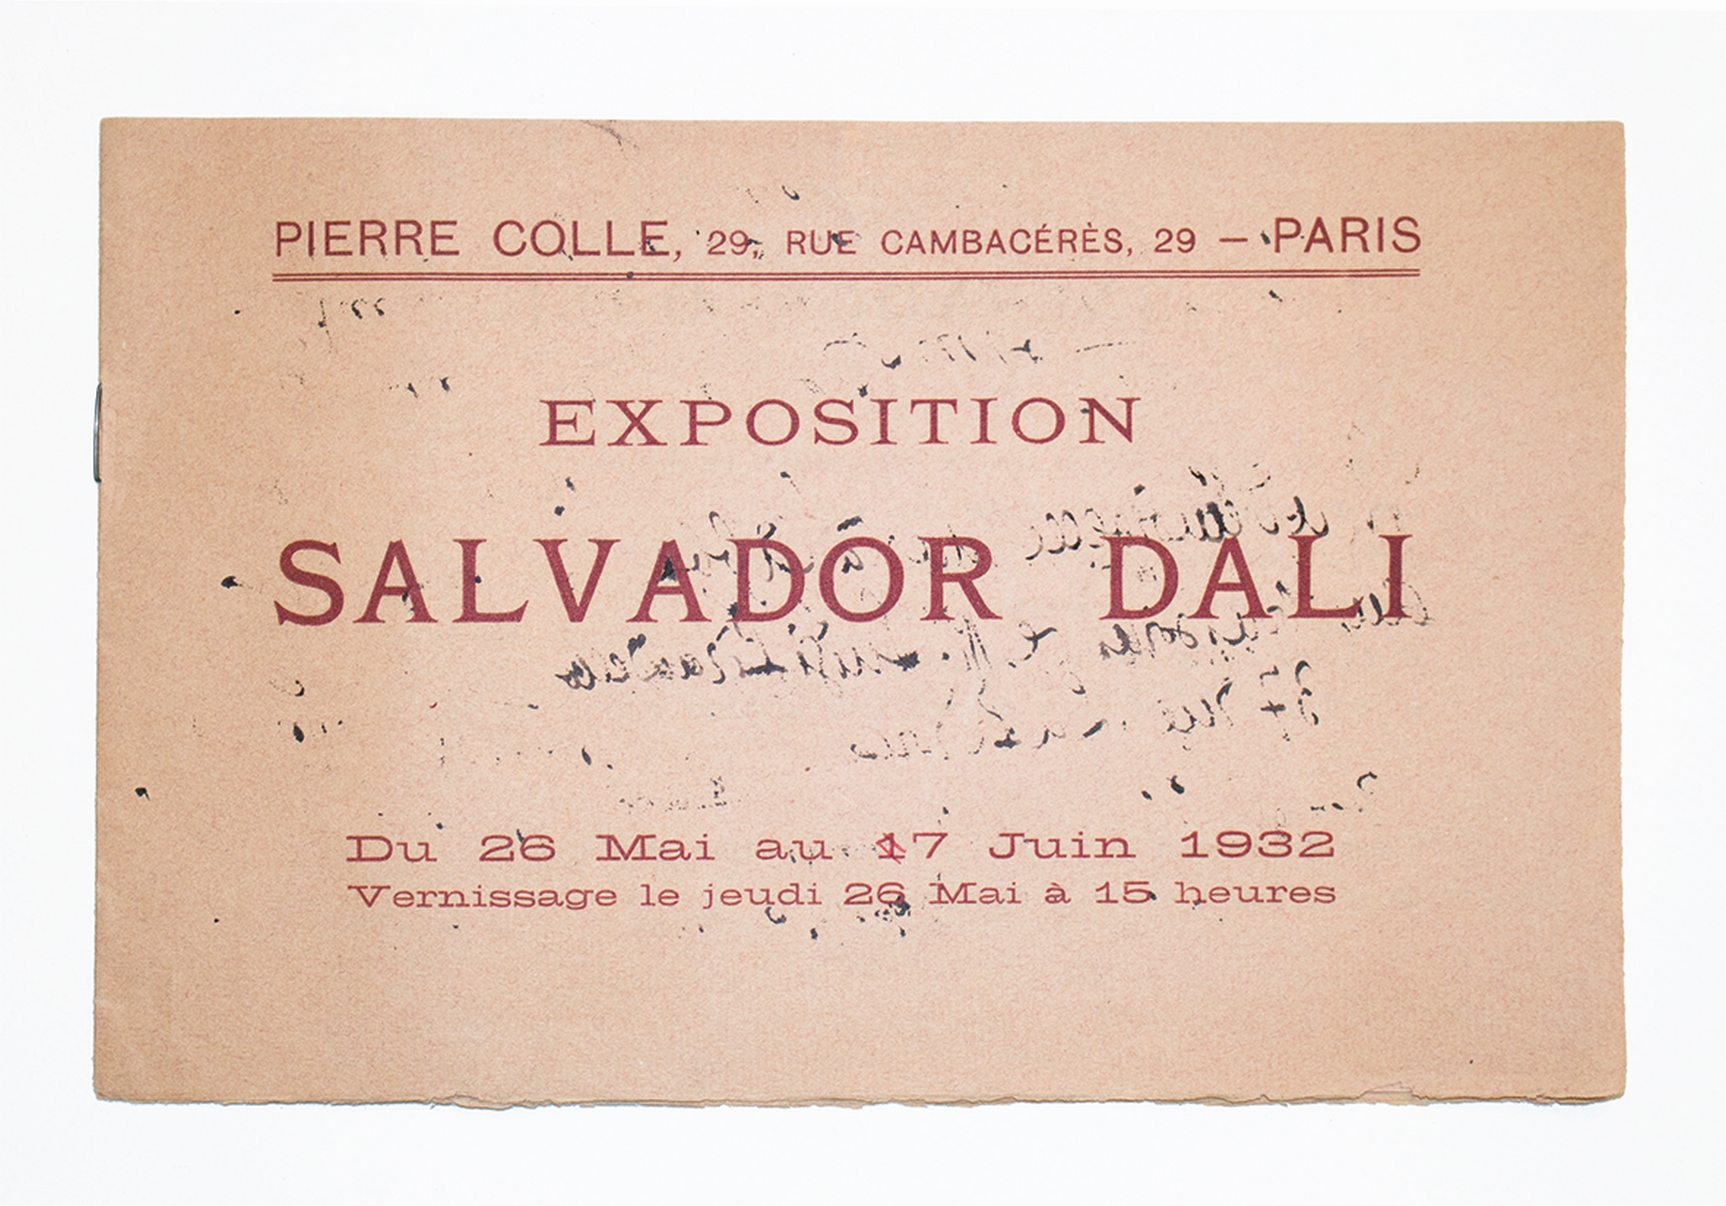 PIERRE COLLE, 29, RUE CAMBACÉRÈS, 29 — PARIS
EXPOSITION
SALVADOR DALI
Du 26 Mai au 17 Juin 1932
Vernissage le jeudi 26 Mai à 15 heures